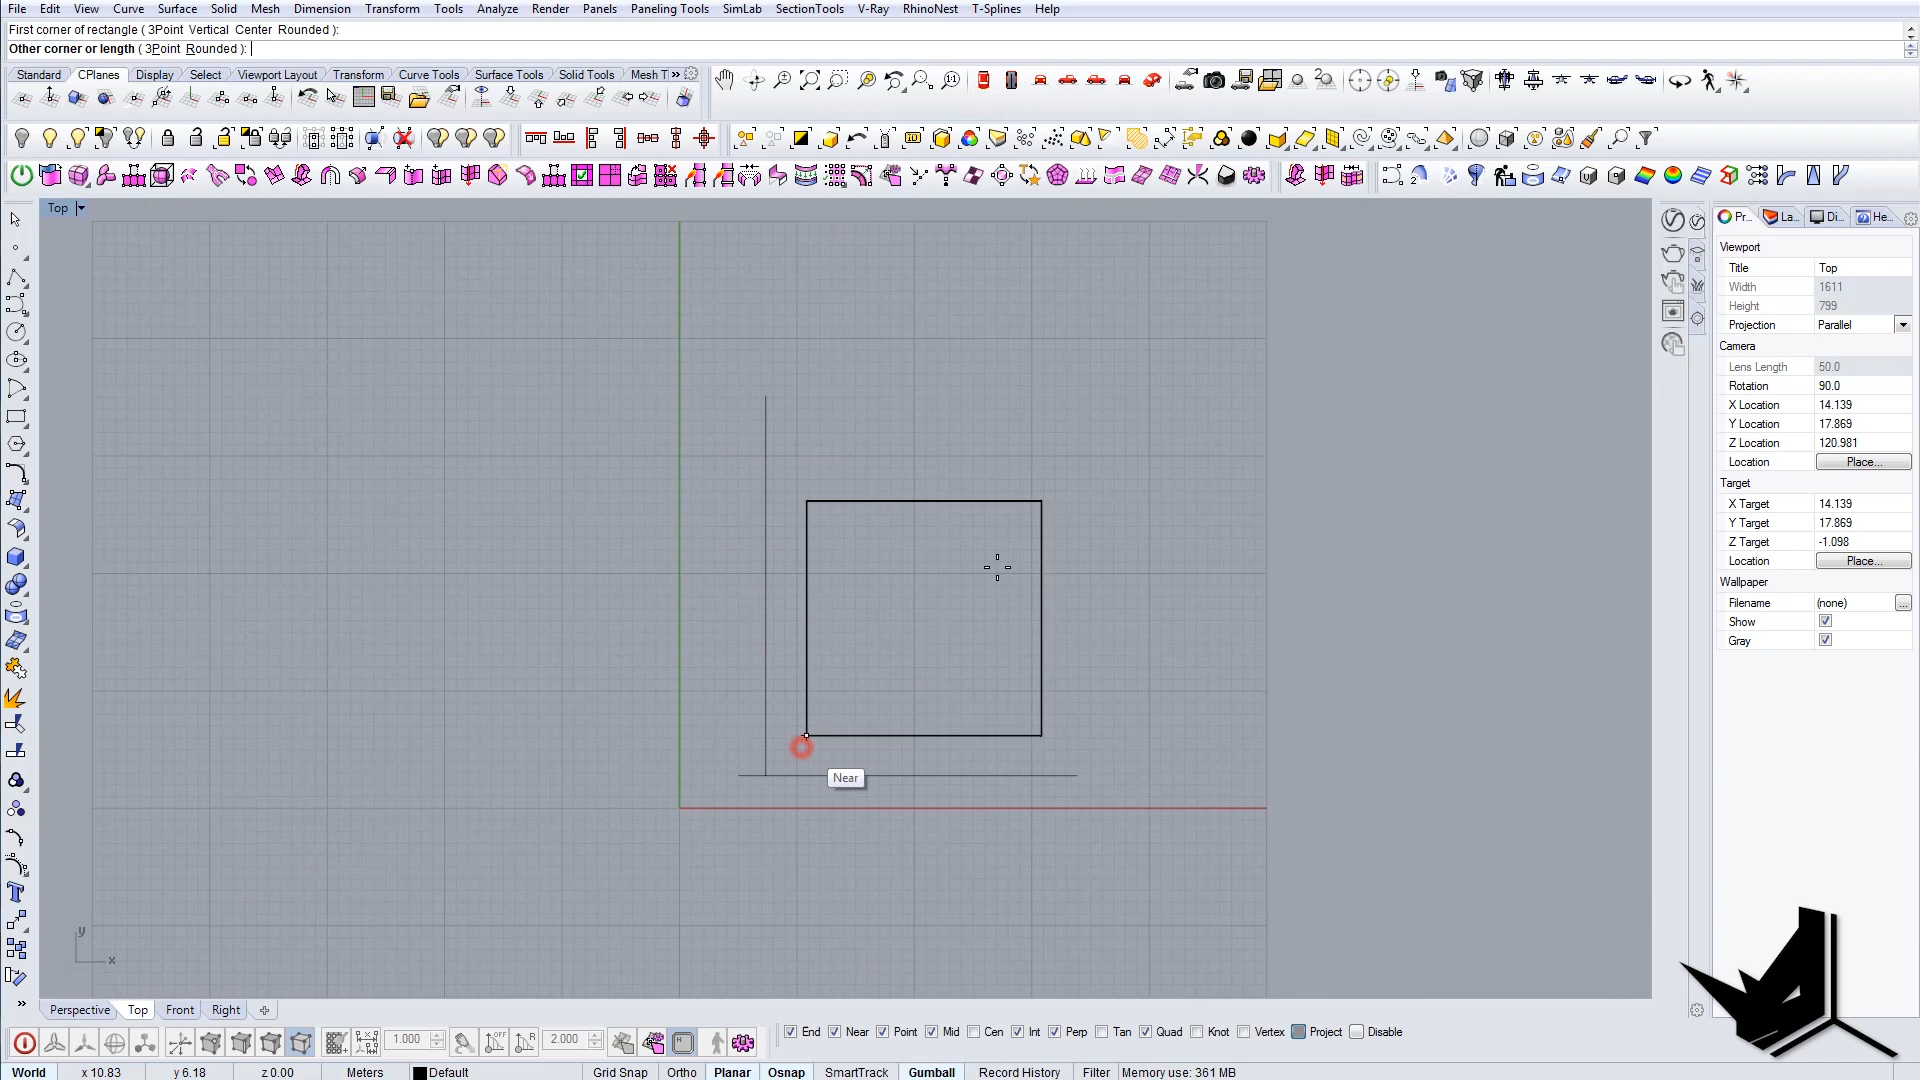 File Edit View Curve Surface Solid Mesh Dimension Transform Tools Analyze Render Panels Paneling Tools SimLab SectionTools V-Ray RhinoNest T-Splines Help
First corner of rectangle ( 3Point Vertical Center Rounded ):
Other corner or length ( 3Point Rounded ):
Standard CPlanes Display Select Viewport Layout Transform Curve Tools Surface Tools Solid Tools Mesh T »
Top
Pr... La... Di... He...
Viewport
Title Top
Width 1611
Height 799
Projection Parallel
Camera
Lens Length 50.0
Rotation 90.0
X Location 14.139
Y Location 17.869
Z Location 120.981
Location Place...
Target
X Target 14.139
Y Target 17.869
Z Target -1.098
Location Place...
Wallpaper
Filename (none) ...
Show
Gray
Near
y
x
Perspective Top Front Right
1.000 2.000 End Near Point Mid Cen Int Perp Tan Quad Knot Vertex Project Disable
World x 10.83 y 6.18 z 0.00 Meters Default Grid Snap Ortho Planar Osnap SmartTrack Gumball Record History Filter Memory use: 361 MB